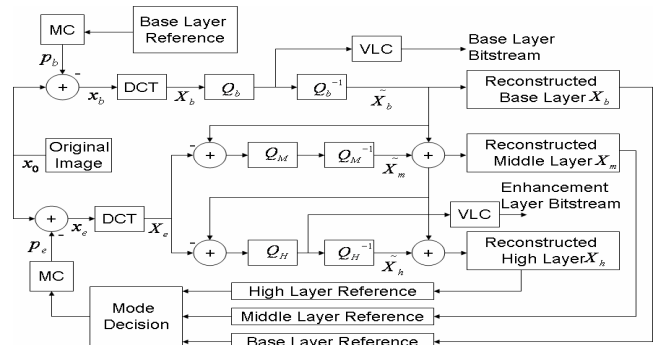 MC
Base Layer
Reference
p_b
-
+
x_b
DCT
X_b
Q_b
Q_b^{-1}
X̃_b
VLC
Base Layer
Bitstream
Reconstructed
Base Layer X_b
Original
Image
x_0
-
+
Q_M
Q_M^{-1}
X̃_m
+
Reconstructed
Middle Layer X_m
Enhancement
Layer Bitstream
VLC
+
x_e
DCT
X_e
p_e
-
-
+
Q_H
Q_H^{-1}
X̃_h
+
Reconstructed
High Layer X_h
MC
Mode
Decision
High Layer Reference
Middle Layer Reference
Base Layer Reference